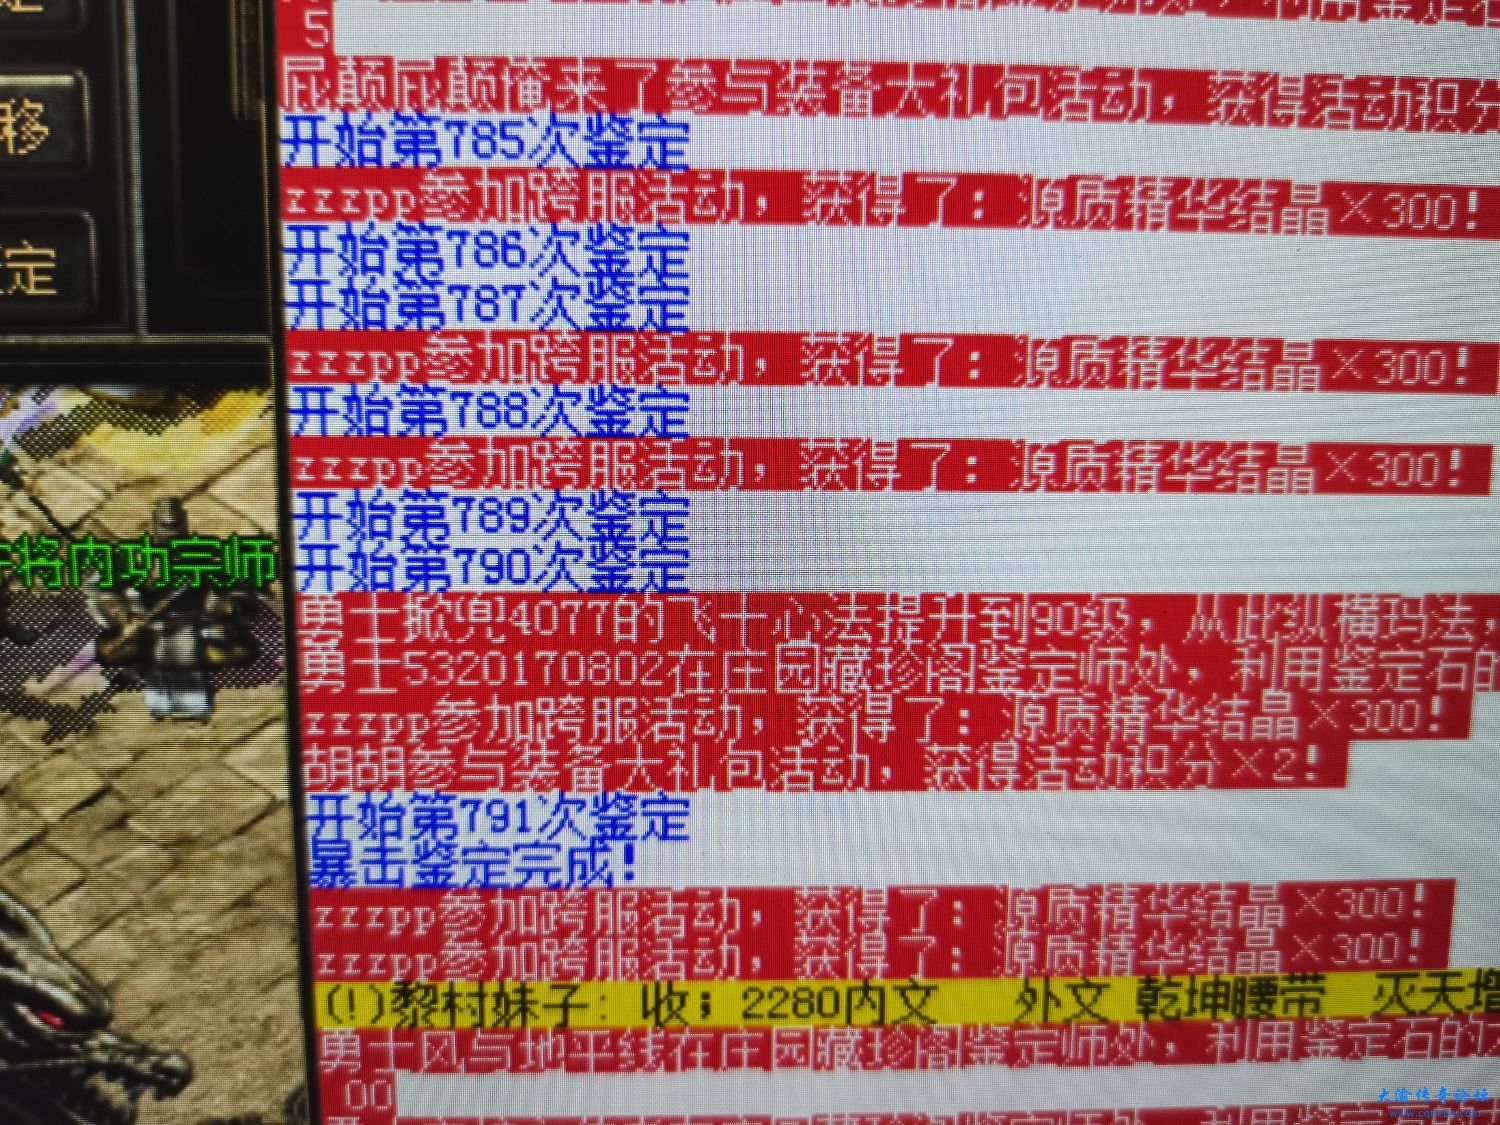 5
屁颠屁颠俺来了参与装备大礼包活动，获得活动积分
开始第785次鉴定
移
zzzpp参加跨服活动，获得了：源质精华结晶×300！
开始第786次鉴定
定
开始第787次鉴定
zzzpp参加跨服活动，获得了：源质精华结晶×300！
开始第788次鉴定
zzzpp参加跨服活动，获得了：源质精华结晶×300！
开始第789次鉴定
将内功宗师
开始第790次鉴定
勇士掀兜4077的飞十心法提升到90级，从此纵横玛法，
勇士5320170802在庄园藏珍阁鉴定师处，利用鉴定石的
zzzpp参加跨服活动，获得了：源质精华结晶×300！
胡胡参与装备大礼包活动，获得活动积分×2！
开始第791次鉴定
暴击鉴定完成！
zzzpp参加跨服活动，获得了：源质精华结晶×300！
zzzpp参加跨服活动，获得了：源质精华结晶×300！
(!)黎村妹子：收；2280内文 外文 乾坤腰带 灭天
勇士风与地平线在庄园藏珍阁鉴定师处，利用鉴定石的
00
大渝传奇论坛